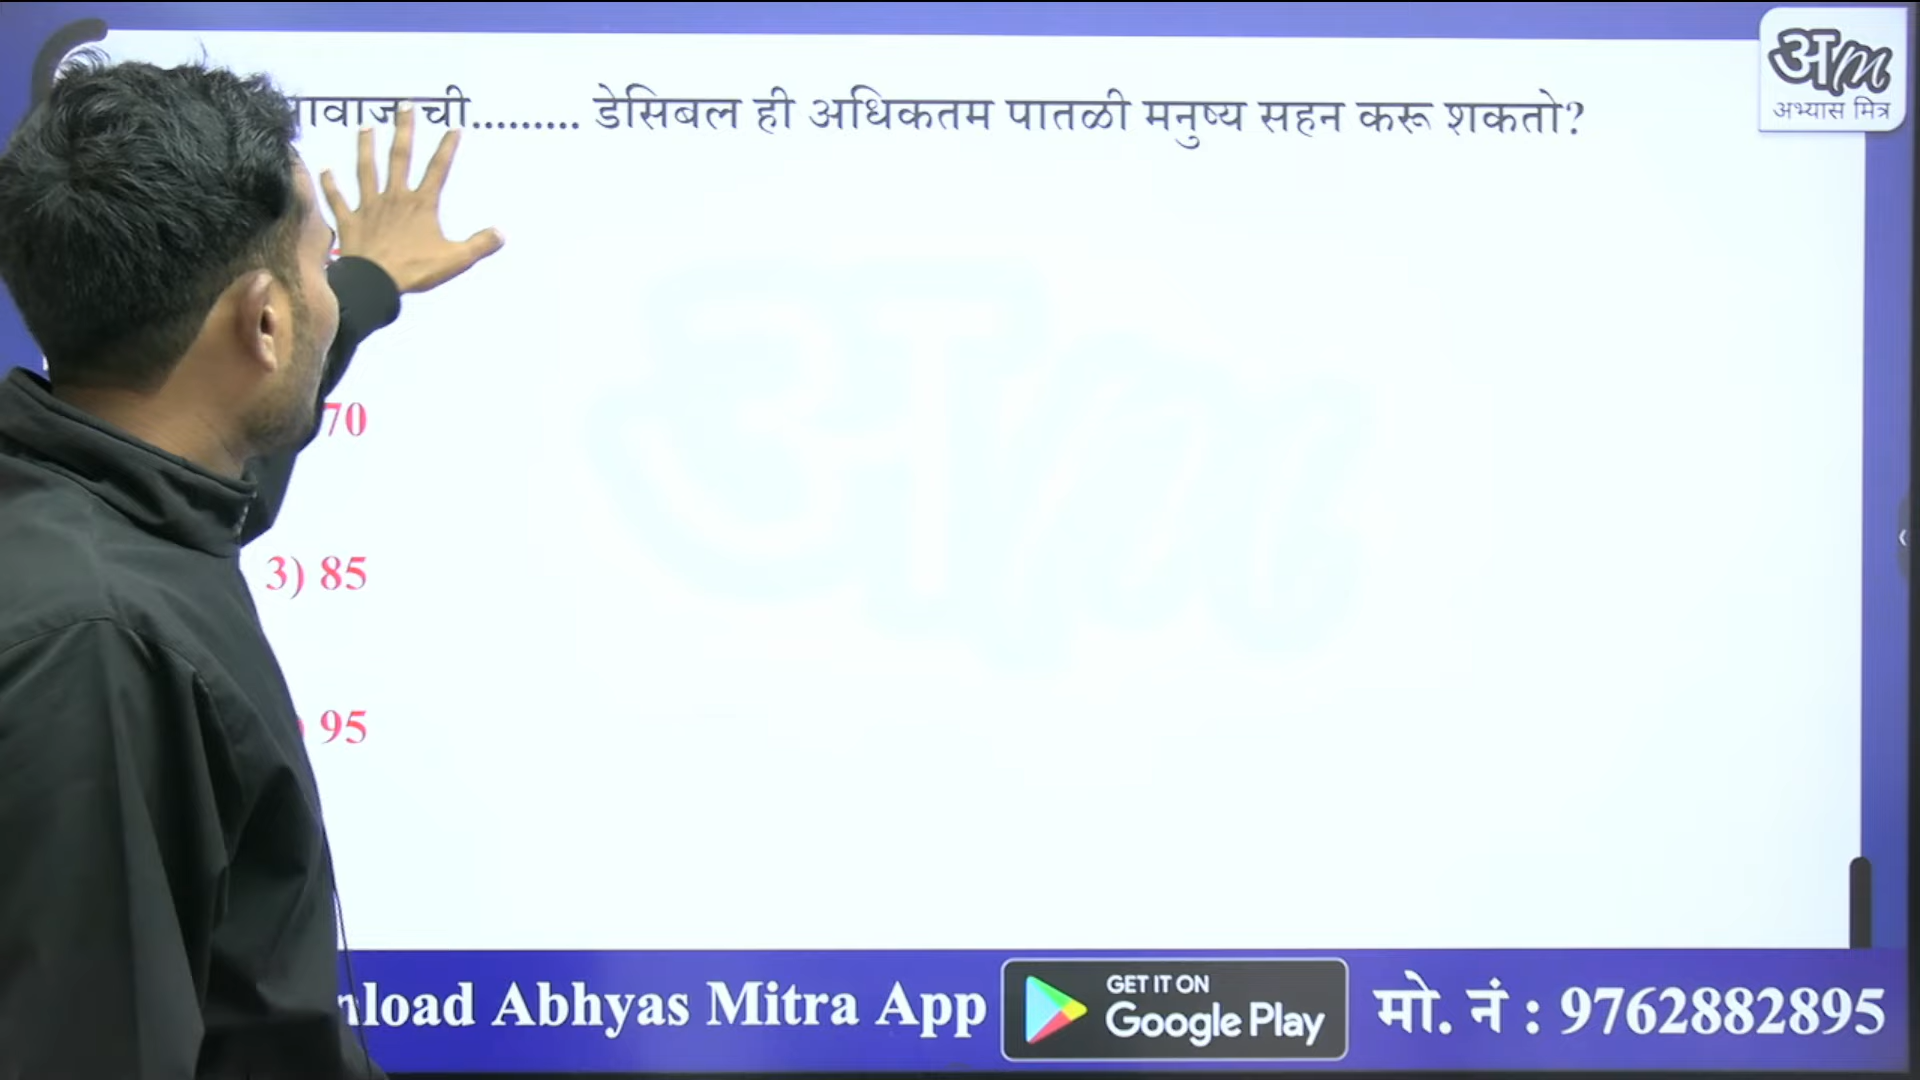 अm
अभ्यास मित्र
ची......... डेसिबल ही अधिकतम पातळी मनुष्य सहन करू शकतो?
70
3) 85
95
Abhyas Mitra App
GET IT ON
Google Play
मो. नं : 9762882895